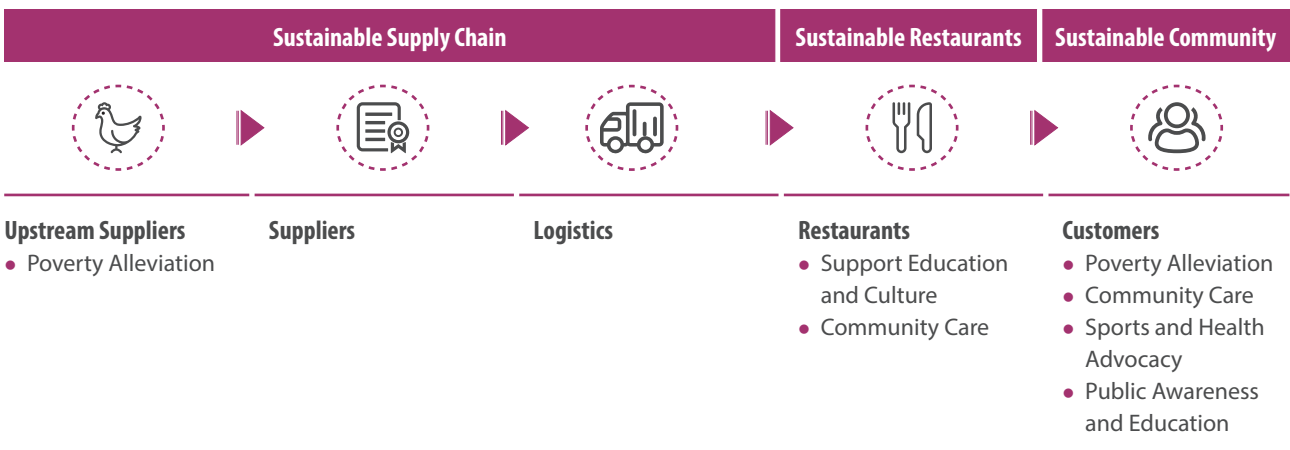 Sustainable Supply Chain
Sustainable Restaurants
Sustainable Community
Upstream Suppliers
● Poverty Alleviation
Suppliers
Logistics
Restaurants
● Support Education
and Culture
● Community Care
Customers
● Poverty Alleviation
● Community Care
● Sports and Health
Advocacy
● Public Awareness
and Education